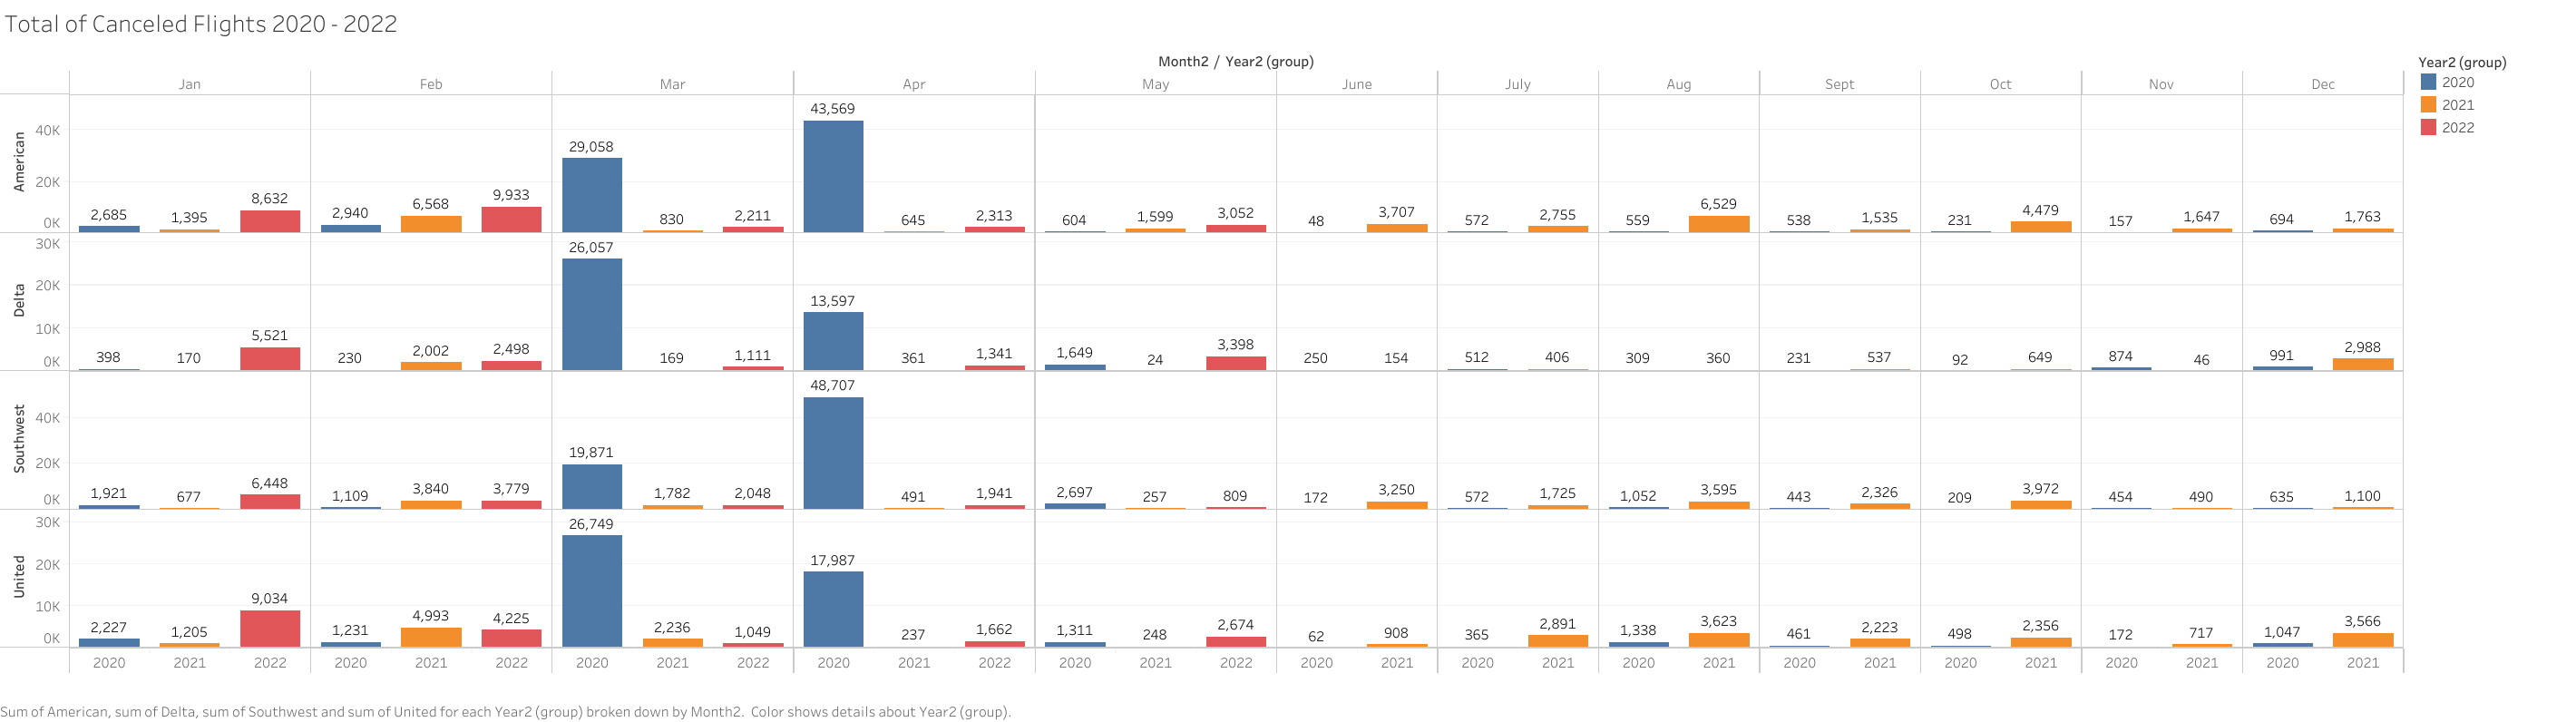 Total of Canceled Flights 2020 - 2022
Month2 / Year2 (group)
Jan Feb Mar Apr May June July Aug Sept Oct Nov Dec
Year2 (group)
2020
2021
2022
American
40K
20K
0K
2,685 1,395 8,632 2,940 6,568 9,933 29,058 830 2,211 43,569 645 2,313 604 1,599 3,052 48 3,707 572 2,755 559 6,529 538 1,535 231 4,479 157 1,647 694 1,763
Delta
30K
20K
10K
0K
398 170 5,521 230 2,002 2,498 26,057 169 1,111 13,597 361 1,341 1,649 24 3,398 250 154 512 406 309 360 231 537 92 649 874 46 991 2,988
Southwest
40K
20K
0K
1,921 677 6,448 1,109 3,840 3,779 19,871 1,782 2,048 48,707 491 1,941 2,697 257 809 172 3,250 572 1,725 1,052 3,595 443 2,326 209 3,972 454 490 635 1,100
United
30K
20K
10K
0K
2,227 1,205 9,034 1,231 4,993 4,225 26,749 2,236 1,049 17,987 237 1,662 1,311 248 2,674 62 908 365 2,891 1,338 3,623 461 2,223 498 2,356 172 717 1,047 3,566
2020 2021 2022 2020 2021 2022 2020 2021 2022 2020 2021 2022 2020 2021 2022 2020 2021 2020 2021 2020 2021 2020 2021 2020 2021 2020 2021 2020 2021
Sum of American, sum of Delta, sum of Southwest and sum of United for each Year2 (group) broken down by Month2. Color shows details about Year2 (group).